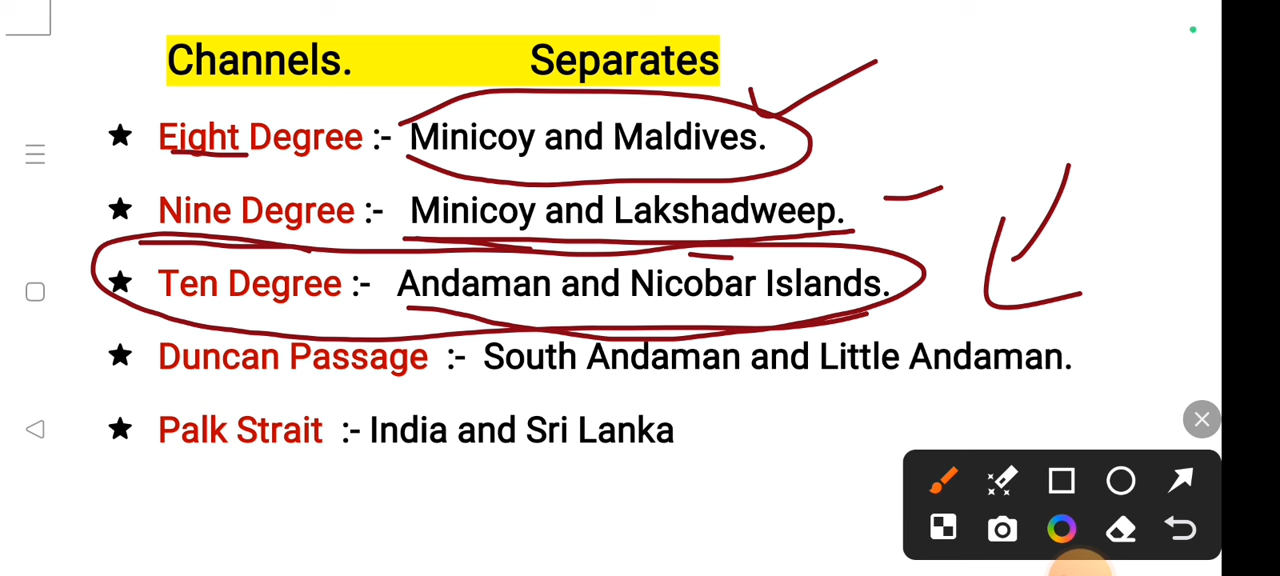 Channels. Separates
★ Eight Degree :- Minicoy and Maldives.
★ Nine Degree :- Minicoy and Lakshadweep.
★ Ten Degree :- Andaman and Nicobar Islands.
★ Duncan Passage :- South Andaman and Little Andaman.
★ Palk Strait :- India and Sri Lanka